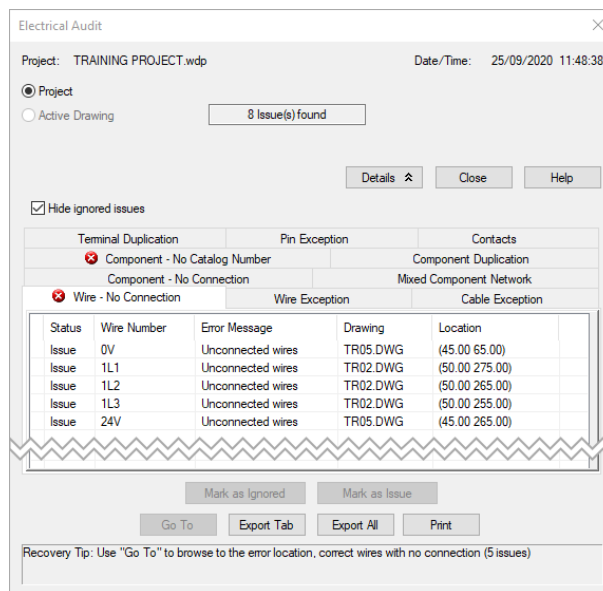 Electrical Audit
Project: TRAINING PROJECT.wdp Date/Time: 25/09/2020 11:48:38
Project
Active Drawing 8 Issue(s) found
Details Close Help
Hide ignored issues
Terminal Duplication Pin Exception Contacts
Component - No Catalog Number Component Duplication
Component - No Connection Mixed Component Network
Wire - No Connection Wire Exception Cable Exception
Status Wire Number Error Message Drawing Location
Issue 0V Unconnected wires TR05.DWG (45.00 65.00)
Issue 1L1 Unconnected wires TR02.DWG (50.00 275.00)
Issue 1L2 Unconnected wires TR02.DWG (50.00 265.00)
Issue 1L3 Unconnected wires TR02.DWG (50.00 255.00)
Issue 24V Unconnected wires TR05.DWG (45.00 265.00)
Mark as Ignored Mark as Issue
Go To Export Tab Export All Print
Recovery Tip: Use "Go To" to browse to the error location, correct wires with no connection (5 issues)